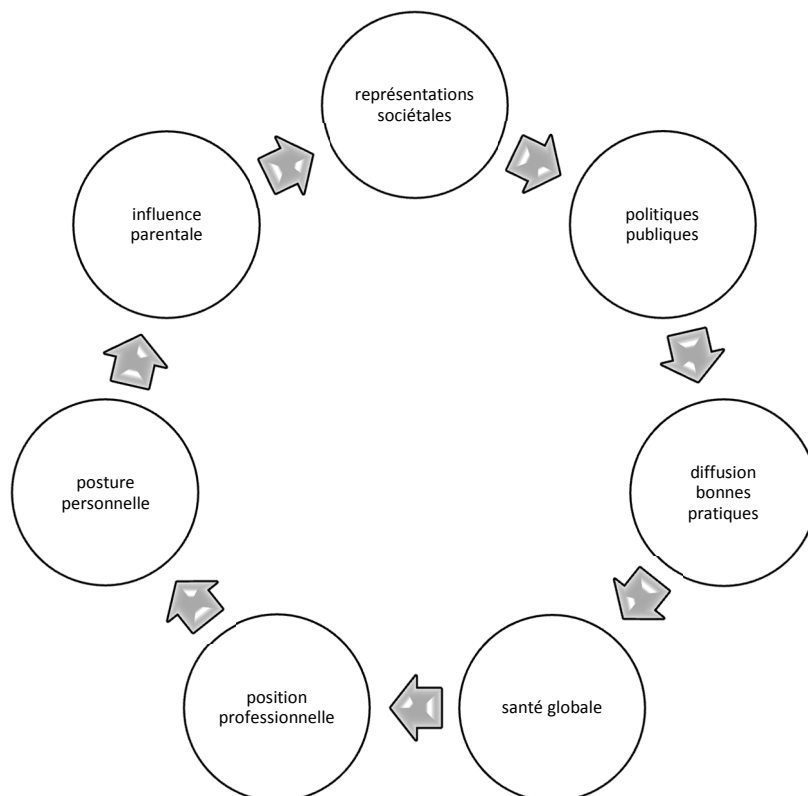 représentations
sociétales
politiques
publiques
diffusion
bonnes
pratiques
santé globale
position
professionnelle
posture
personnelle
influence
parentale